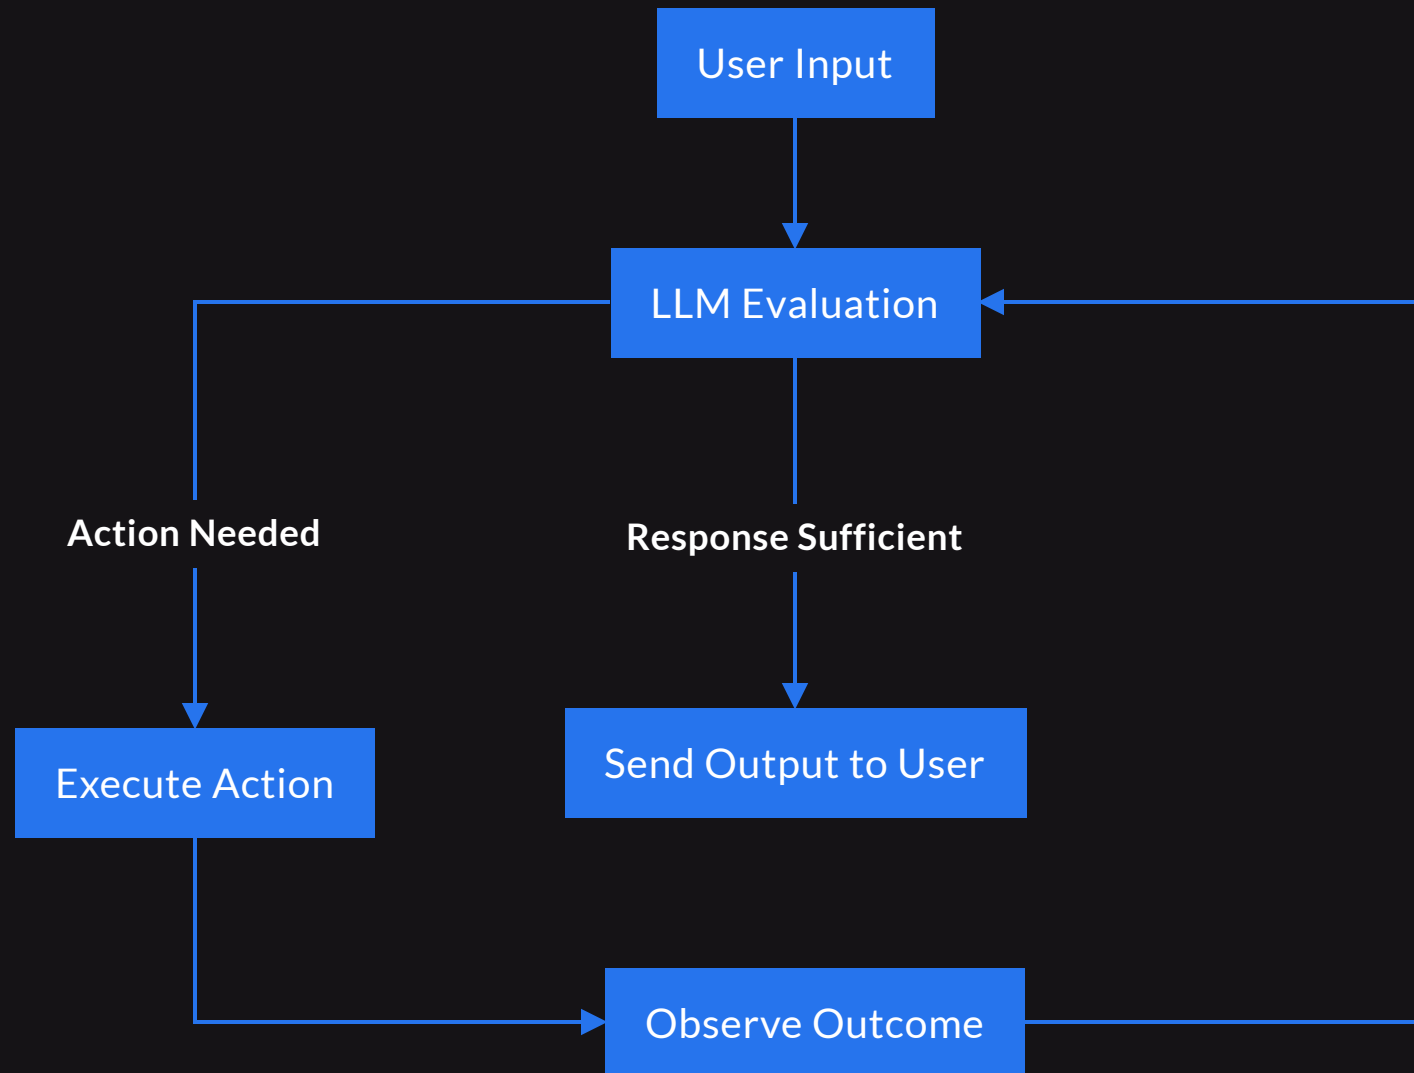 User Input
LLM Evaluation
Action Needed
Response Sufficient
Send Output to User
Execute Action
Observe Outcome